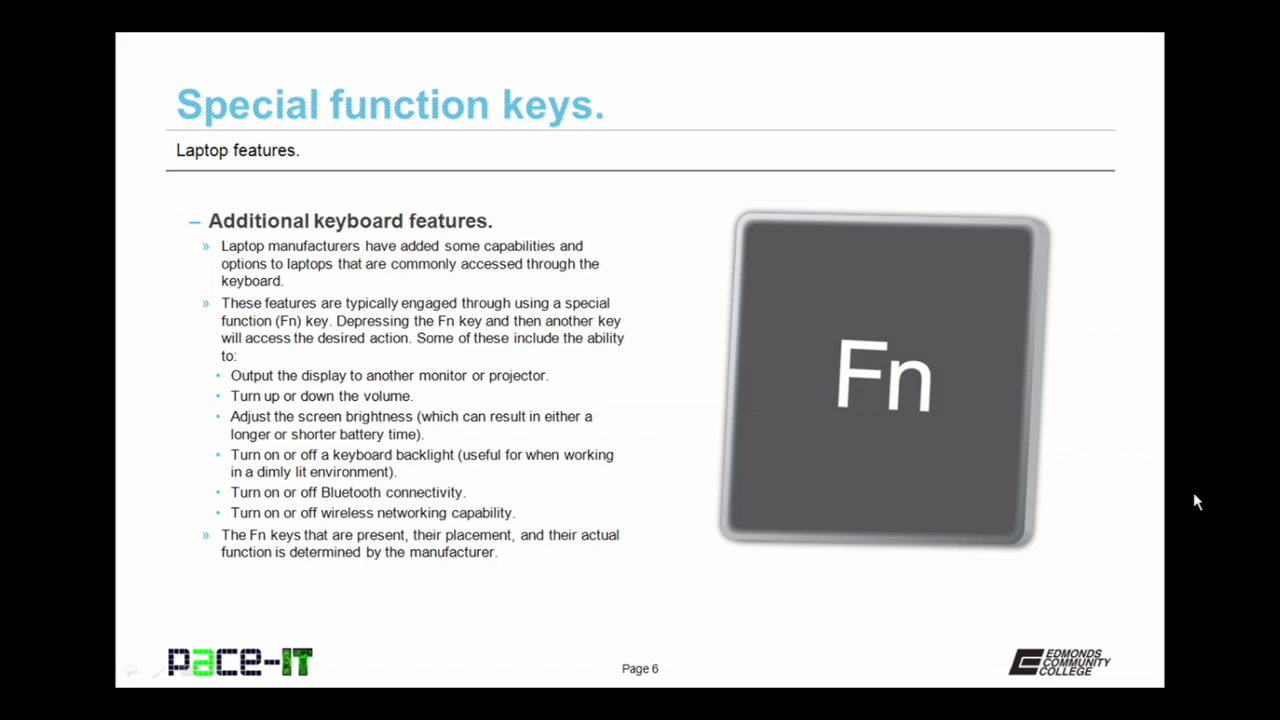 Special function keys.
Laptop features.
– Additional keyboard features.
» Laptop manufacturers have added some capabilities and
options to laptops that are commonly accessed through the
keyboard.
» These features are typically engaged through using a special
function (Fn) key. Depressing the Fn key and then another key
will access the desired action. Some of these include the ability
to:
• Output the display to another monitor or projector.
• Turn up or down the volume.
• Adjust the screen brightness (which can result in either a
longer or shorter battery time).
• Turn on or off a keyboard backlight (useful for when working
in a dimly lit environment).
• Turn on or off Bluetooth connectivity.
• Turn on or off wireless networking capability.
» The Fn keys that are present, their placement, and their actual
function is determined by the manufacturer.
Fn
pace-IT
Page 6
EDMONDS
COMMUNITY
COLLEGE